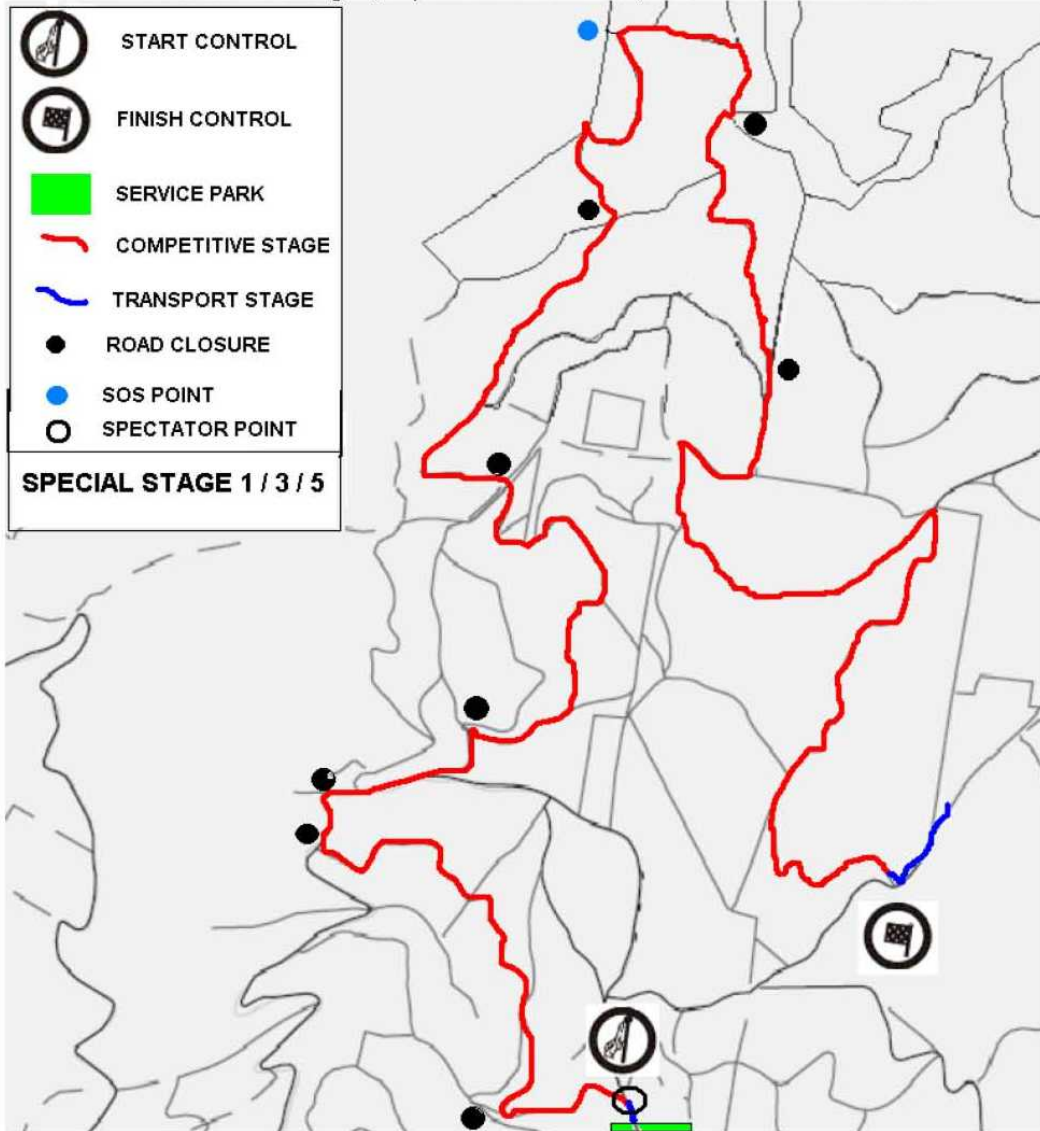 START CONTROL
FINISH CONTROL
SERVICE PARK
COMPETITIVE STAGE
TRANSPORT STAGE
ROAD CLOSURE
SOS POINT
SPECTATOR POINT
SPECIAL STAGE 1 / 3 / 5